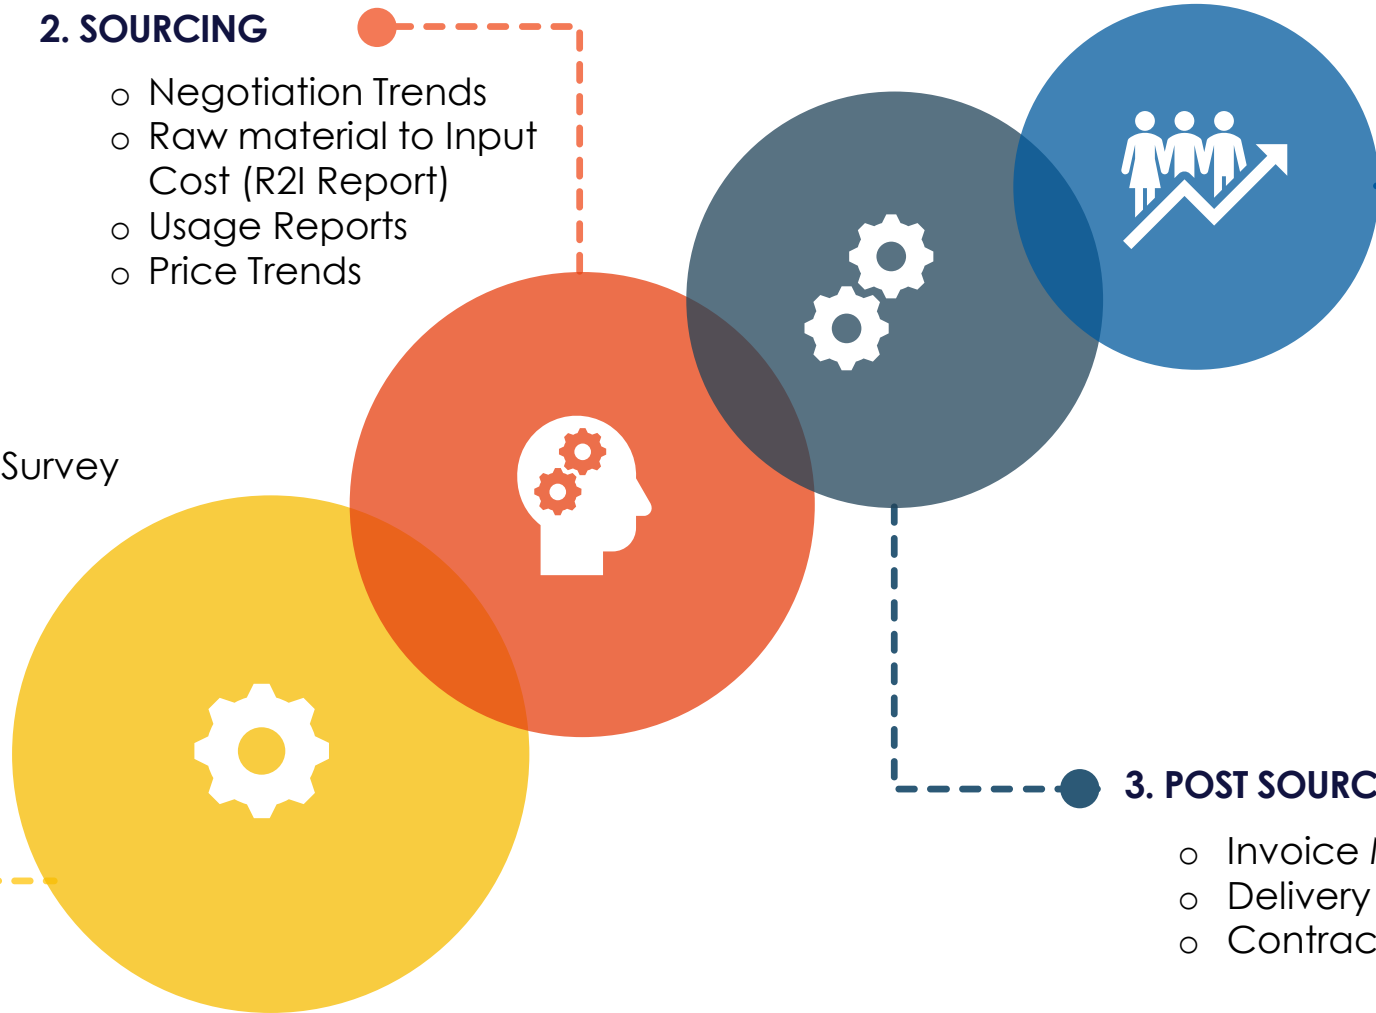 2. SOURCING
o Negotiation Trends
o Raw material to Input
Cost (R2I Report)
o Usage Reports
o Price Trends
Survey
3. POST SOURC
o Invoice
o Delivery
o Contrac